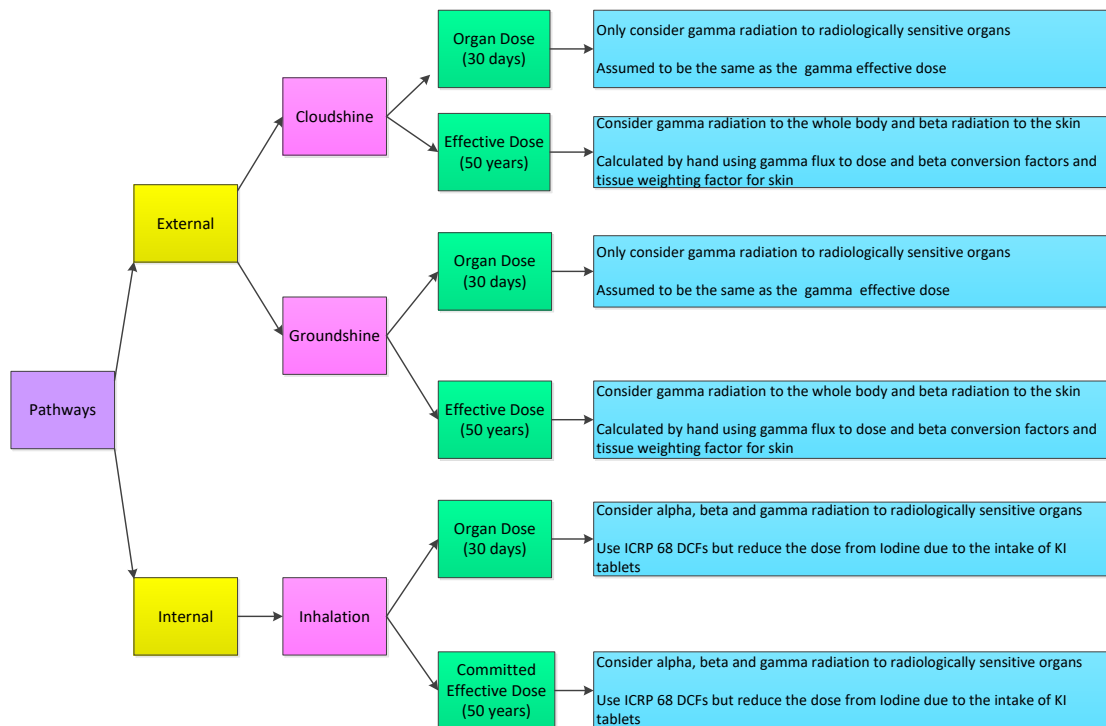 Organ Dose
(30 days)
Only consider gamma radiation to radiologically sensitive organs
Assumed to be the same as the  gamma effective dose
Cloudshine
Effective Dose
(50 years)
Consider gamma radiation to the whole body and beta radiation to the skin
Calculated by hand using gamma flux to dose and beta conversion factors and
tissue weighting factor for skin
External
Organ Dose
(30 days)
Only consider gamma radiation to radiologically sensitive organs
Assumed to be the same as the  gamma  effective dose
Groundshine
Effective Dose
(50 years)
Consider gamma radiation to the whole body and beta radiation to the skin
Calculated by hand using gamma flux to dose and beta conversion factors and
tissue weighting factor for skin
Pathways
Organ Dose
(30 days)
Consider alpha, beta and gamma radiation to radiologically sensitive organs
Use ICRP 68 DCFs but reduce the dose from Iodine due to the intake of KI
tablets
Internal
Inhalation
Committed
Effective Dose
(50 years)
Consider alpha, beta and gamma radiation to radiologically sensitive organs
Use ICRP 68 DCFs but reduce the dose from Iodine due to the intake of KI
tablets